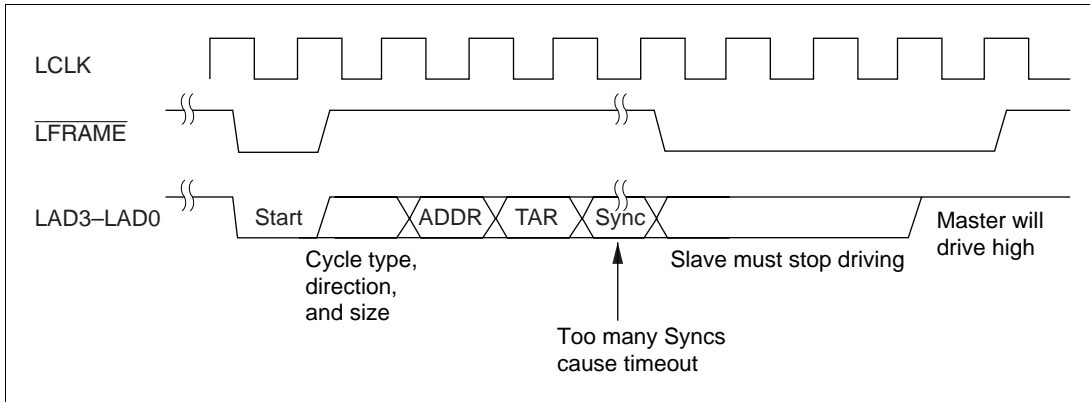 LCLK
LFRAME
LAD3–LAD0
Start
ADDR
TAR
Sync
Master will
drive high
Cycle type,
direction,
and size
Slave must stop driving
Too many Syncs
cause timeout